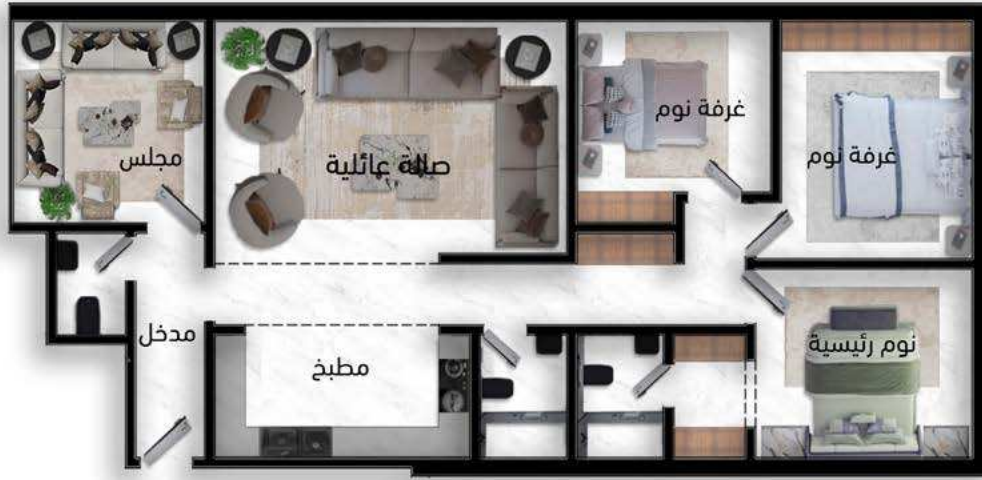 غرفة نوم
غرفة نوم
صالة عائلية
مجلس
مدخل
مطبخ
نوم رئيسية